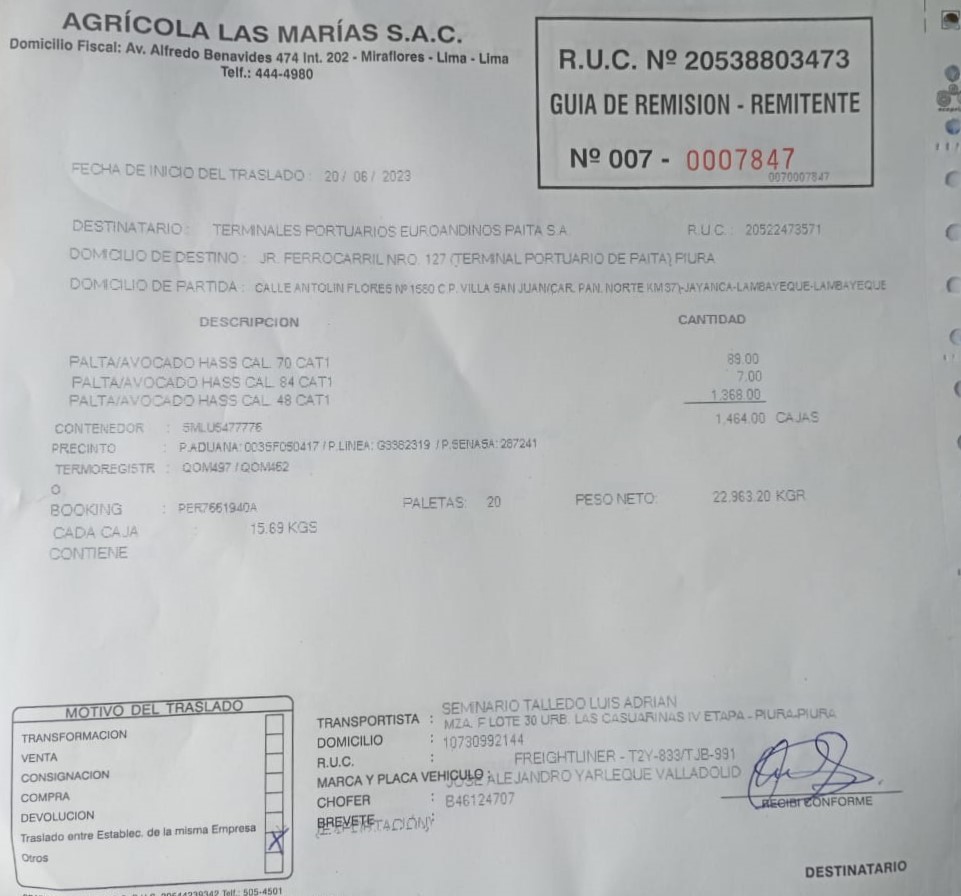 AGRÍCOLA LAS MARÍAS S.A.C.
Domicilio Fiscal: Av. Alfredo Benavides 474 Int. 202 - Miraflores - Lima - Lima
Telf.: 444-4980
R.U.C. Nº 20538803473
GUIA DE REMISION - REMITENTE
Nº 007 - 0007847
0070007847
FECHA DE INICIO DEL TRASLADO : 20/ 06 / 2023
DESTINATARIO : TERMINALES PORTUARIOS EUROANDINOS PAITA S.A. R.U.C. : 20522473571
DOMICILIO DE DESTINO : JR. FERROCARRIL NRO. 127 (TERMINAL PORTUARIO DE PAITA) PIURA
DOMICILIO DE PARTIDA : CALLE ANTOLIN FLORES Nº 1580 C.P. VILLA SAN JUAN(CAR. PAN. NORTE KM 37)-JAYANCA-LAMBAYEQUE-LAMBAYEQUE
DESCRIPCION CANTIDAD
PALTA/AVOCADO HASS CAL. 70 CAT1 89.00
PALTA/AVOCADO HASS CAL. 84 CAT1 7.00
PALTA/AVOCADO HASS CAL. 48 CAT1 1,368.00
1,464.00 CAJAS
CONTENEDOR : SMLU5477776
PRECINTO : P.ADUANA: 0035F050417 / P.LINEA: G3382319 / P.SENASA: 287241
TERMOREGISTR : QOM497 / QOM462
O
BOOKING : PER7661940A PALETAS: 20 PESO NETO: 22,963.20 KGR
CADA CAJA 15.69 KGS
CONTIENE
MOTIVO DEL TRASLADO
TRANSFORMACION
VENTA
CONSIGNACION
COMPRA
DEVOLUCION
Traslado entre Establec. de la misma Empresa X
Otros
SEMINARIO TALLEDO LUIS ADRIAN
TRANSPORTISTA : MZA. F LOTE 30 URB. LAS CASUARINAS IV ETAPA - PIURA-PIURA
DOMICILIO : 10730992144
R.U.C. : FREIGHTLINER - T2Y-833/TJB-991
MARCA Y PLACA VEHICULO : JOSE ALEJANDRO YARLEQUE VALLADOLID
CHOFER : B46124707
BREVETE :
(EXPORTACIÓN)
RECIBI CONFORME
DESTINATARIO
Telf.: 505-4501